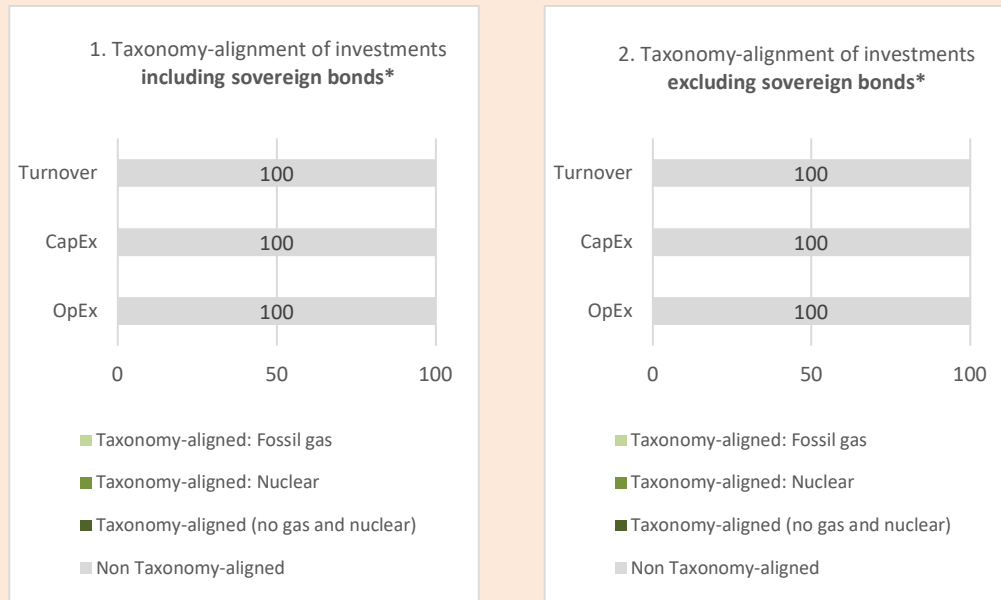 1. Taxonomy-alignment of investments
including sovereign bonds*
Turnover
100
CapEx
100
OpEx
100
0
50
100
Taxonomy-aligned: Fossil gas
Taxonomy-aligned: Nuclear
Taxonomy-aligned (no gas and nuclear)
Non Taxonomy-aligned
2. Taxonomy-alignment of investments
excluding sovereign bonds*
Turnover
100
CapEx
100
OpEx
100
0
50
100
Taxonomy-aligned: Fossil gas
Taxonomy-aligned: Nuclear
Taxonomy-aligned (no gas and nuclear)
Non Taxonomy-aligned